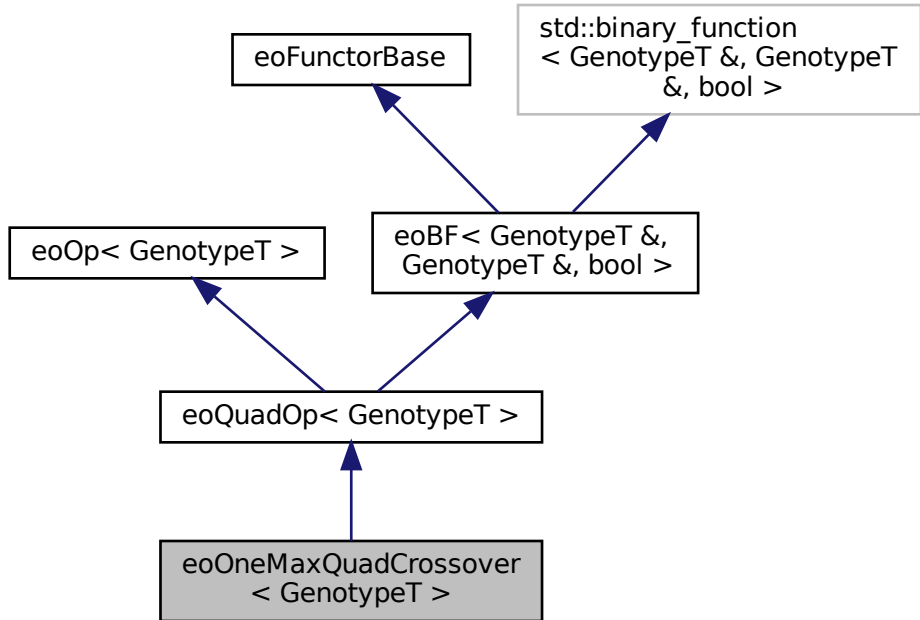 std::binary_function
< GenotypeT &, GenotypeT
&, bool >
eoFunctorBase
eoBF< GenotypeT &,
GenotypeT &, bool >
eoOp< GenotypeT >
eoQuadOp< GenotypeT >
eoOneMaxQuadCrossover
< GenotypeT >